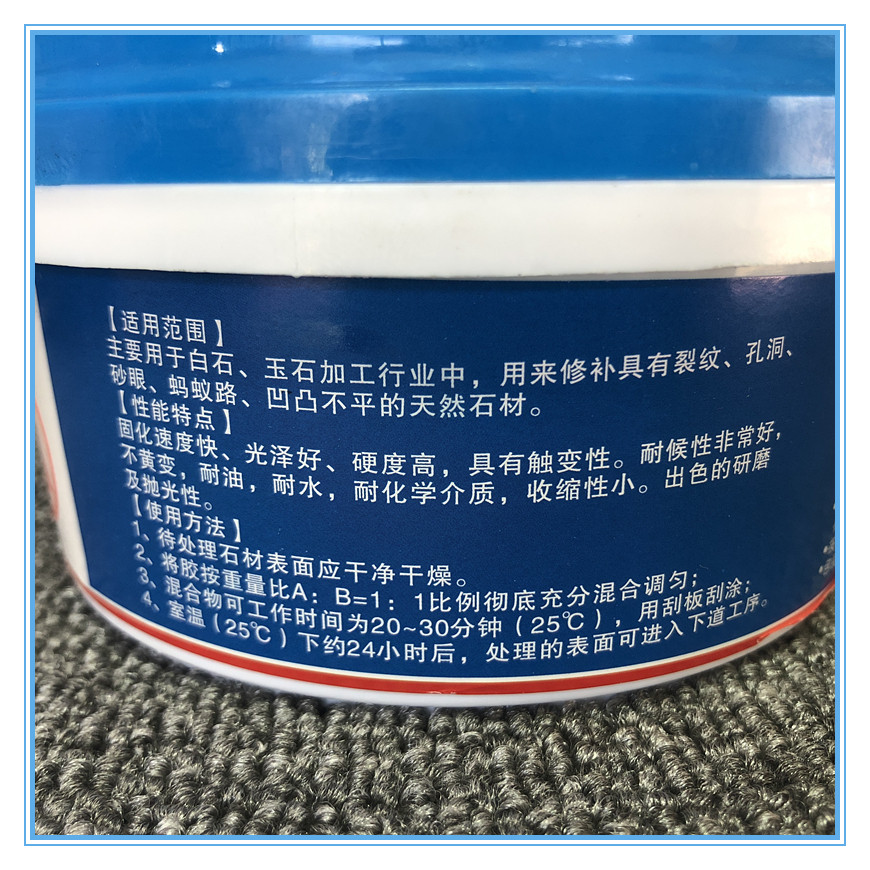 【适用范围】
主要用于白石、玉石加工行业中，用来修补具有裂纹、孔洞、
砂眼、蚂蚁路、凹凸不平的天然石材。
【性能特点】
固化速度快、光泽好、硬度高，具有触变性。耐候性非常好，
不黄变，耐油，耐水，耐化学介质，收缩性小。出色的研磨
及抛光性。
【使用方法】
1、待处理石材表面应干净干燥。
2、将胶按重量比A：B=1：1比例彻底充分混合调匀；
3、混合物可工作时间为20~30分钟（25℃），用刮板刮涂；
4、室温（25℃）下约24小时后，处理的表面可进入下道工序。